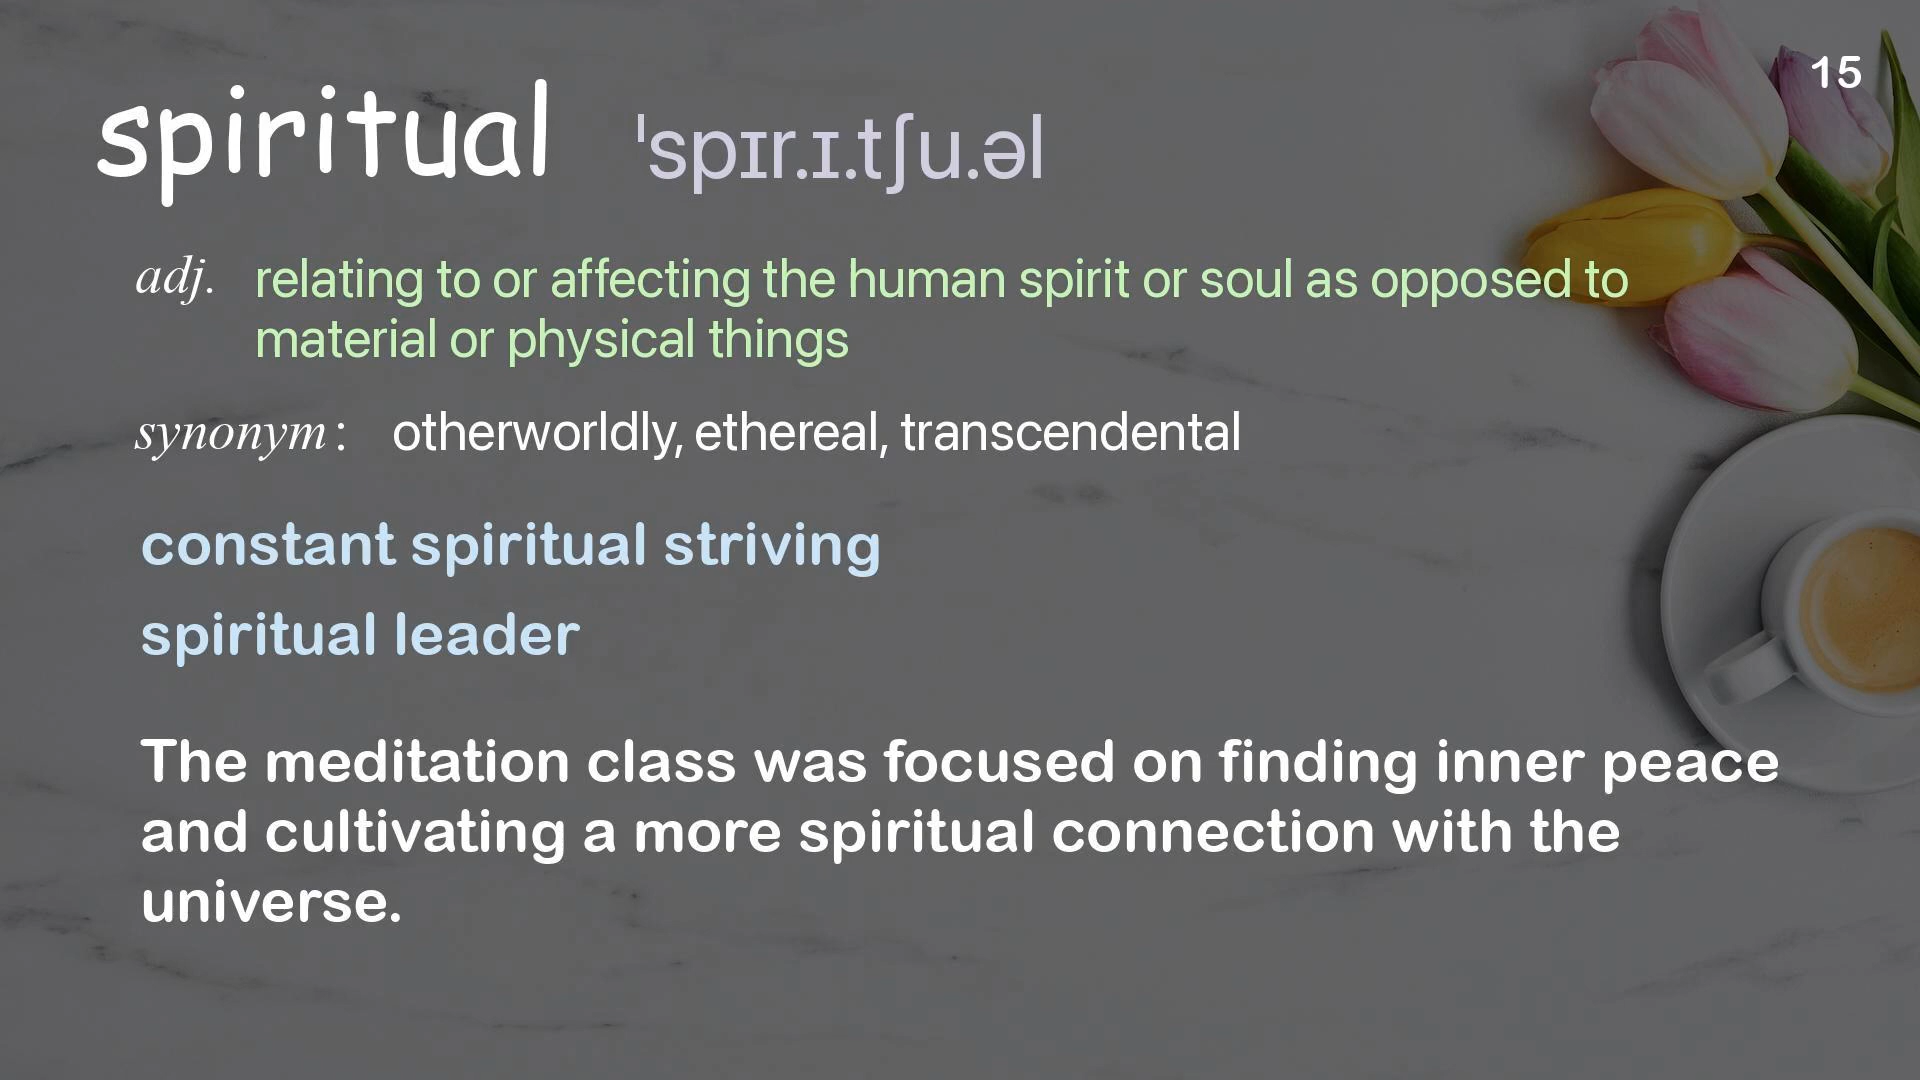 15
spiritual ˈspɪr.ɪ.tʃu.əl
adj. relating to or affecting the human spirit or soul as opposed to
material or physical things
synonym: otherworldly, ethereal, transcendental
constant spiritual striving
spiritual leader
The meditation class was focused on finding inner peace
and cultivating a more spiritual connection with the
universe.